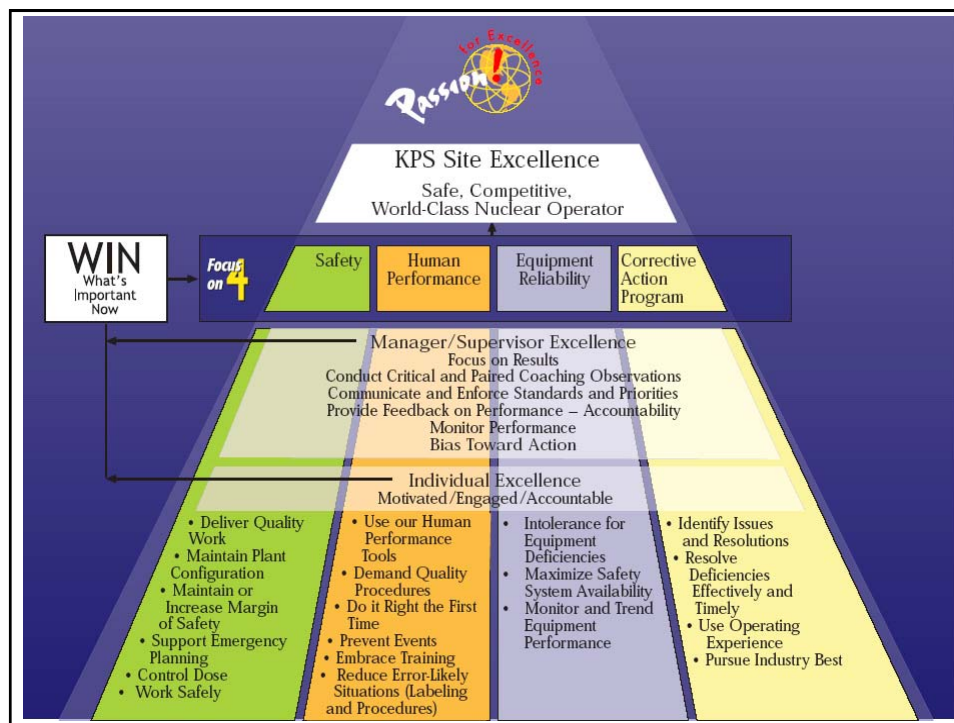 for Excellence
Passion!
KPS Site Excellence
Safe, Competitive,
World-Class Nuclear Operator
WIN
What's
Important
Now
Focus
on 4
Safety
Human
Performance
Equipment
Reliability
Corrective
Action
Program
Manager/Supervisor Excellence
Focus on Results
Conduct Critical and Paired Coaching Observations
Communicate and Enforce Standards and Priorities
Provide Feedback on Performance – Accountability
Monitor Performance
Bias Toward Action
Individual Excellence
Motivated/Engaged/Accountable
• Deliver Quality
Work
• Maintain Plant
Configuration
• Maintain or
Increase Margin
of Safety
• Support Emergency
Planning
• Control Dose
• Work Safely
• Use our Human
Performance
Tools
• Demand Quality
Procedures
• Do it Right the First
Time
• Prevent Events
• Embrace Training
• Reduce Error-Likely
Situations (Labeling
and Procedures)
• Intolerance for
Equipment
Deficiencies
• Maximize Safety
System Availability
• Monitor and Trend
Equipment
Performance
• Identify Issues
and Resolutions
• Resolve
Deficiencies
Effectively and
Timely
• Use Operating
Experience
• Pursue Industry Best